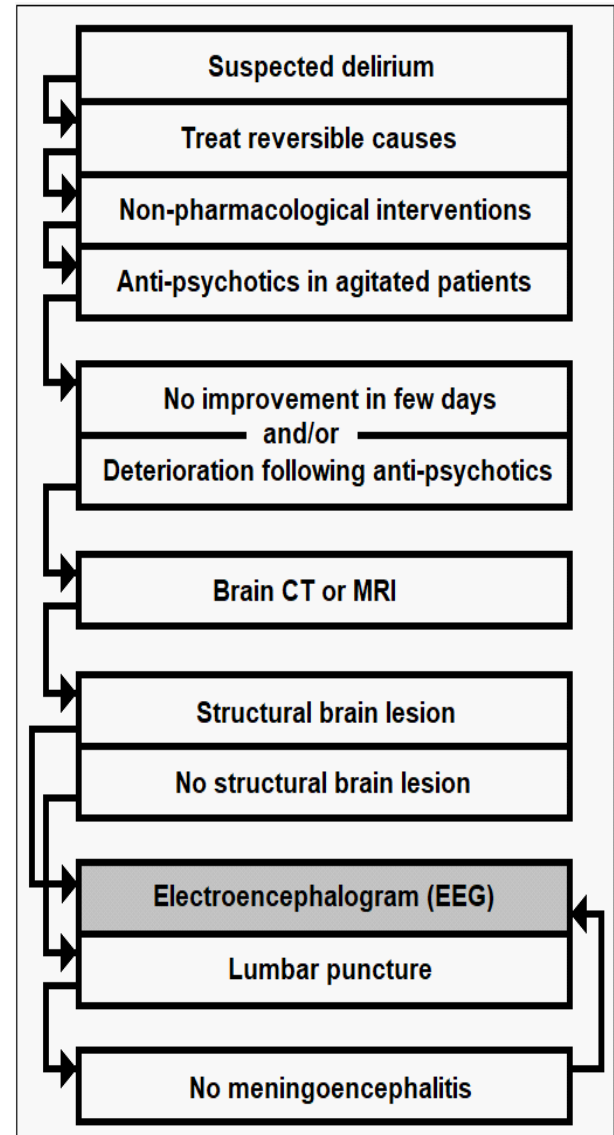 Suspected delirium
Treat reversible causes
Non-pharmacological interventions
Anti-psychotics in agitated patients
No improvement in few days
and/or
Deterioration following anti-psychotics
Brain CT or MRI
Structural brain lesion
No structural brain lesion
Electroencephalogram (EEG)
Lumbar puncture
No meningoencephalitis